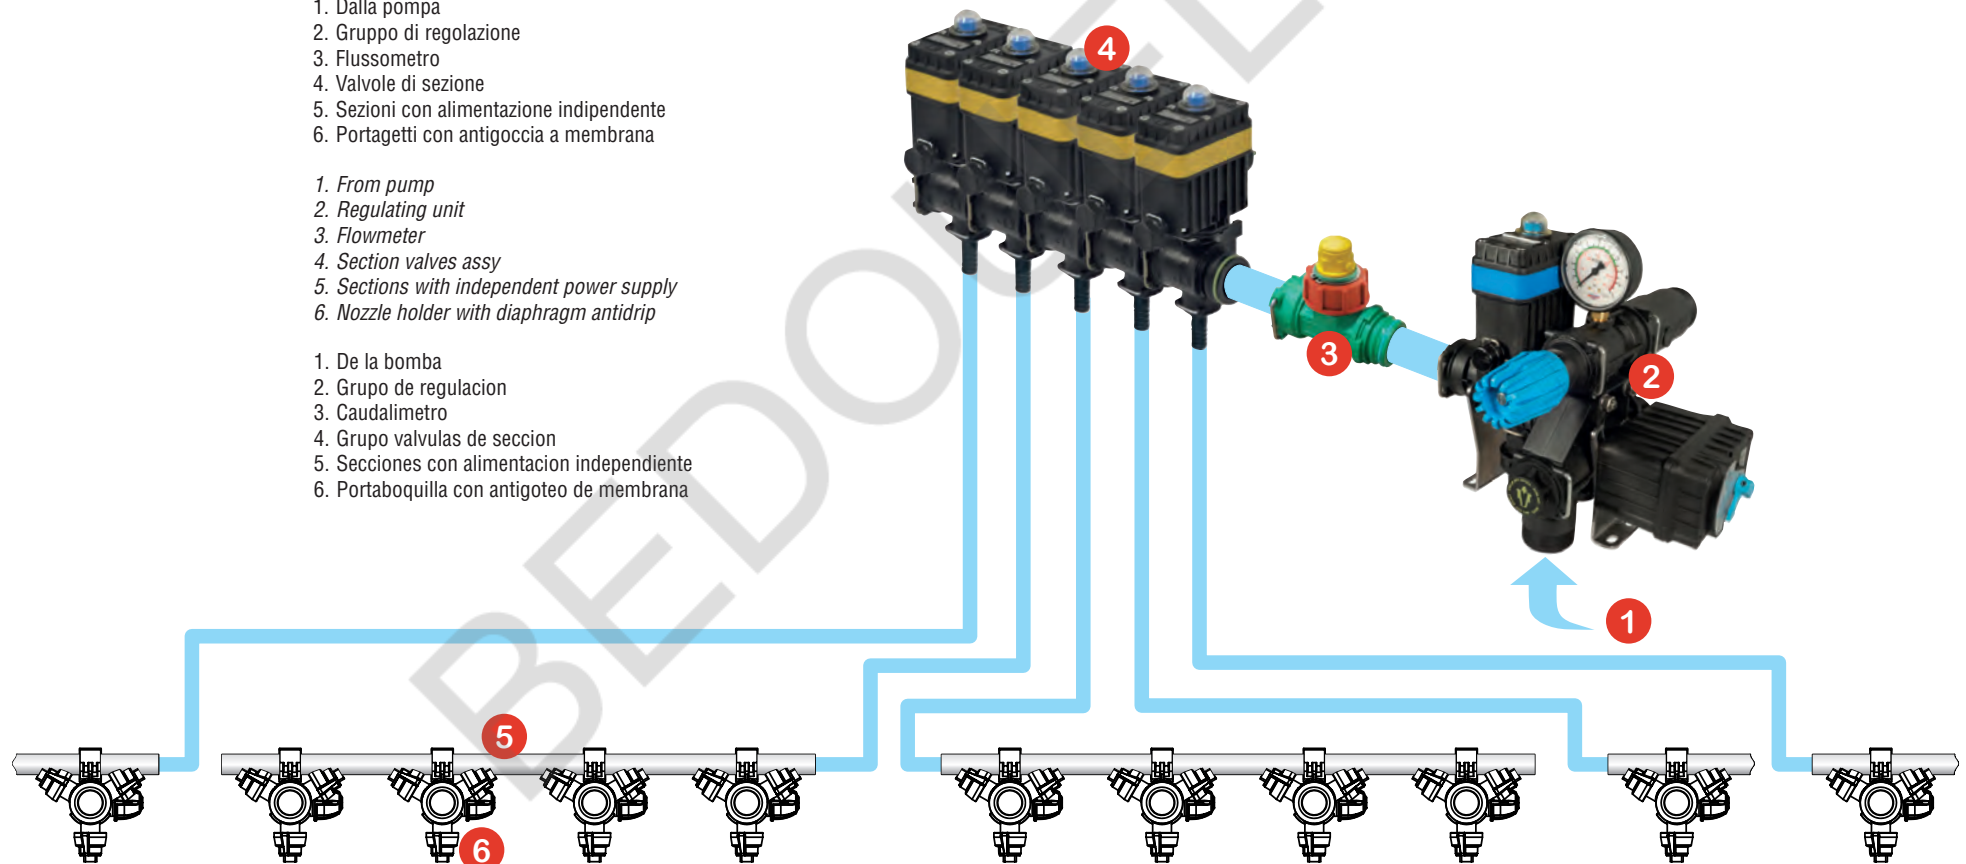 1. Dalla pompa
2. Gruppo di regolazione
3. Flussometro
4. Valvole di sezione
5. Sezioni con alimentazione indipendente
6. Portagetti con antigoccia a membrana
1. From pump
2. Regulating unit
3. Flowmeter
4. Section valves assy
5. Sections with independent power supply
6. Nozzle holder with diaphragm antidrip
1. De la bomba
2. Grupo de regulacion
3. Caudalimetro
4. Grupo valvulas de seccion
5. Secciones con alimentacion independiente
6. Portaboquilla con antigoteo de membrana
4
3
2
1
5
6
BEDOUEL